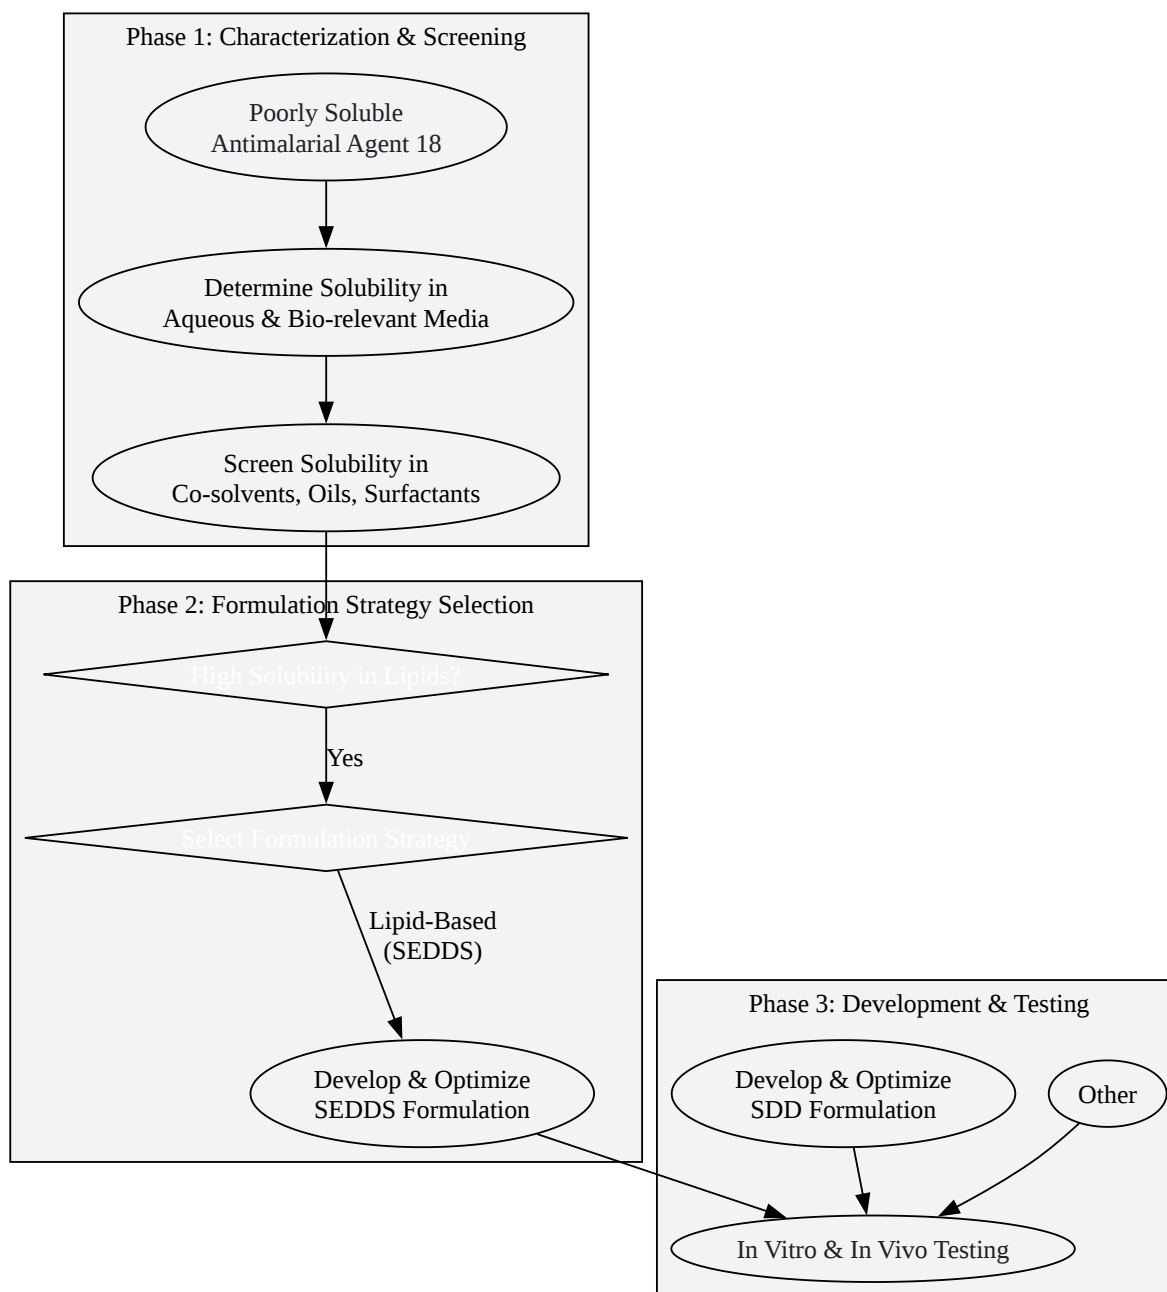 Phase 1: Characterization & Screening
Poorly Soluble
Antimalarial Agent 18
Determine Solubility in
Aqueous & Bio-relevant Media
Screen Solubility in
Co-solvents, Oils, Surfactants
Phase 2: Formulation Strategy Selection
High Solubility in Lipids?
Yes
Select Formulation Strategy
Lipid-Based
(SEDDS)
Develop & Optimize
SEDDS Formulation
Phase 3: Development & Testing
Develop & Optimize
SDD Formulation
Other
In Vitro & In Vivo Testing